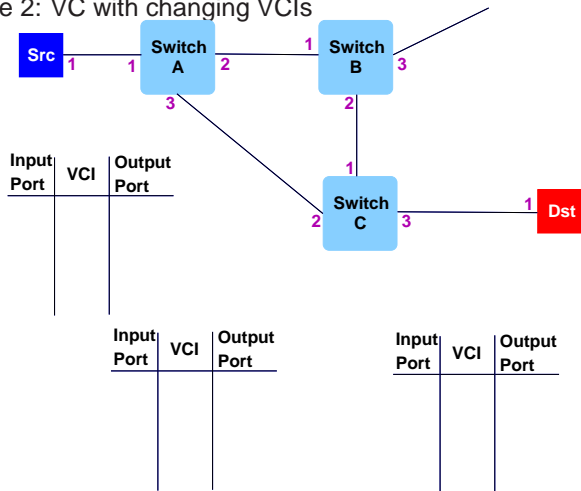 e 2: VC with changing VCIs
Src
1
1
Switch
A
2
3
1
Switch
B
3
2
1
Switch
C
2
3
1
Dst
Input
Port
VCI
Output
Port
Input
Port
VCI
Output
Port
Input
Port
VCI
Output
Port